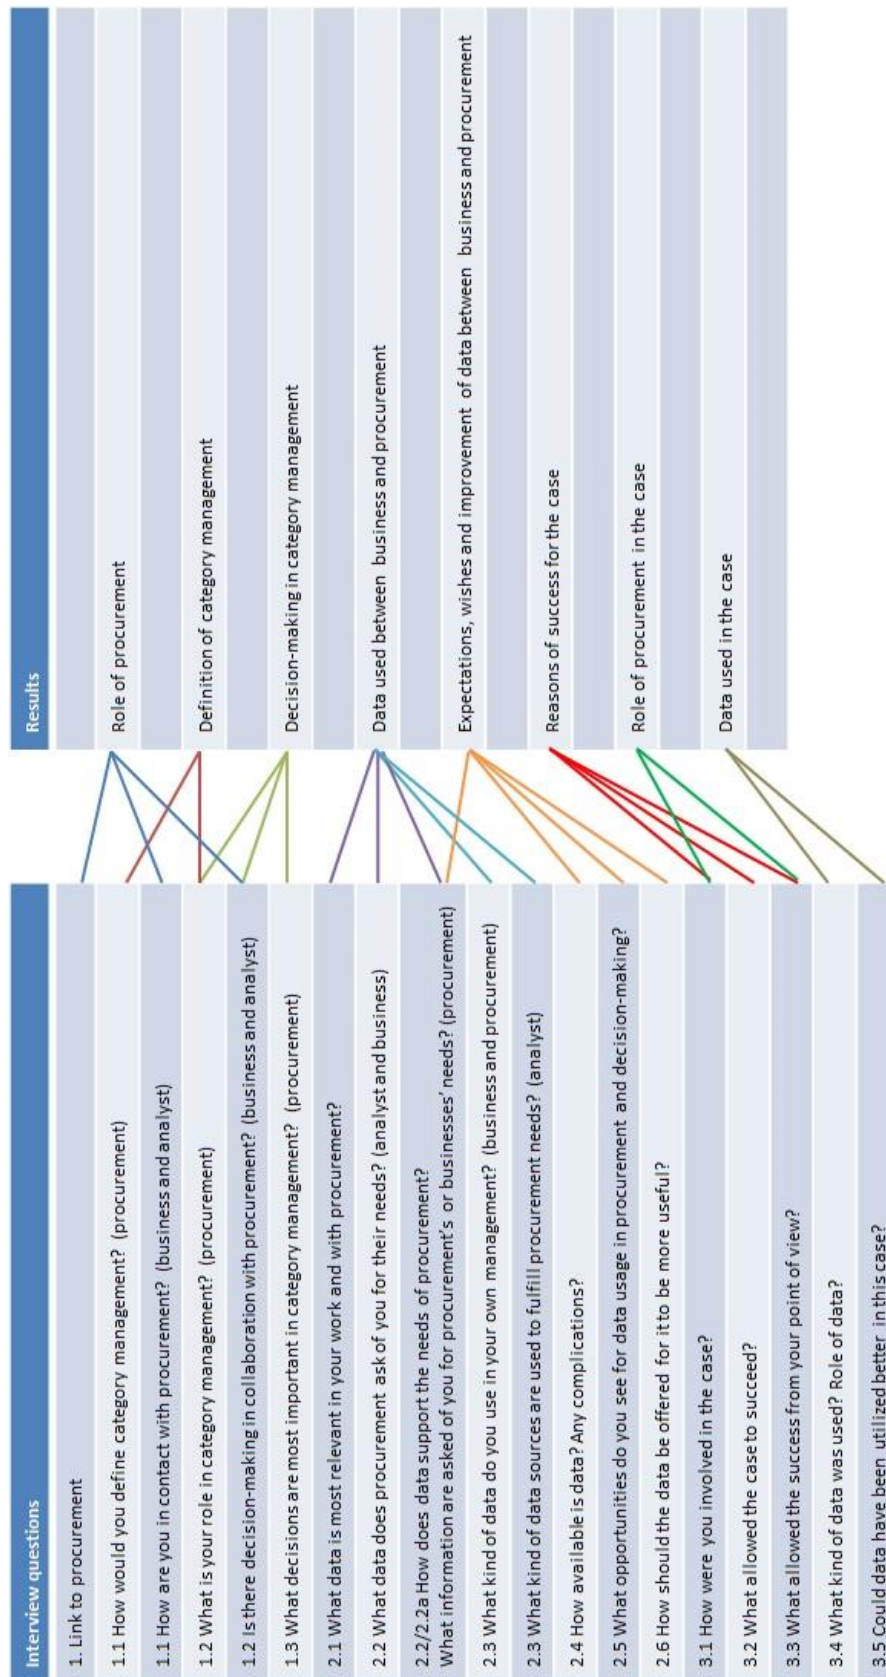 Interview questions
1. Link to procurement
1.1 How would you define category management? (procurement)
1.1 How are you in contact with procurement? (business and analyst)
1.2 What is your role in category management? (procurement)
1.2 Is there decision-making in collaboration with procurement? (business and analyst)
1.3 What decisions are most important in category management? (procurement)
2.1 What data is most relevant in your work and with procurement?
2.2 What data does procurement ask of you for their needs? (analyst and business)
2.2/2.2a How does data support the needs of procurement?
What information are asked of you for procurement's or businesses' needs? (procurement)
2.3 What kind of data do you use in your own management? (business and procurement)
2.3 What kind of data sources are used to fulfill procurement needs? (analyst)
2.4 How available is data? Any complications?
2.5 What opportunities do you see for data usage in procurement and decision-making?
2.6 How should the data be offered for it to be more useful?
3.1 How were you involved in the case?
3.2 What allowed the case to succeed?
3.3 What allowed the success from your point of view?
3.4 What kind of data was used? Role of data?
3.5 Could data have been utilized better in this case?
Results
Role of procurement
Definition of category management
Decision-making in category management
Data used between business and procurement
Expectations, wishes and improvement of data between business and procurement
Reasons of success for the case
Role of procurement in the case
Data used in the case